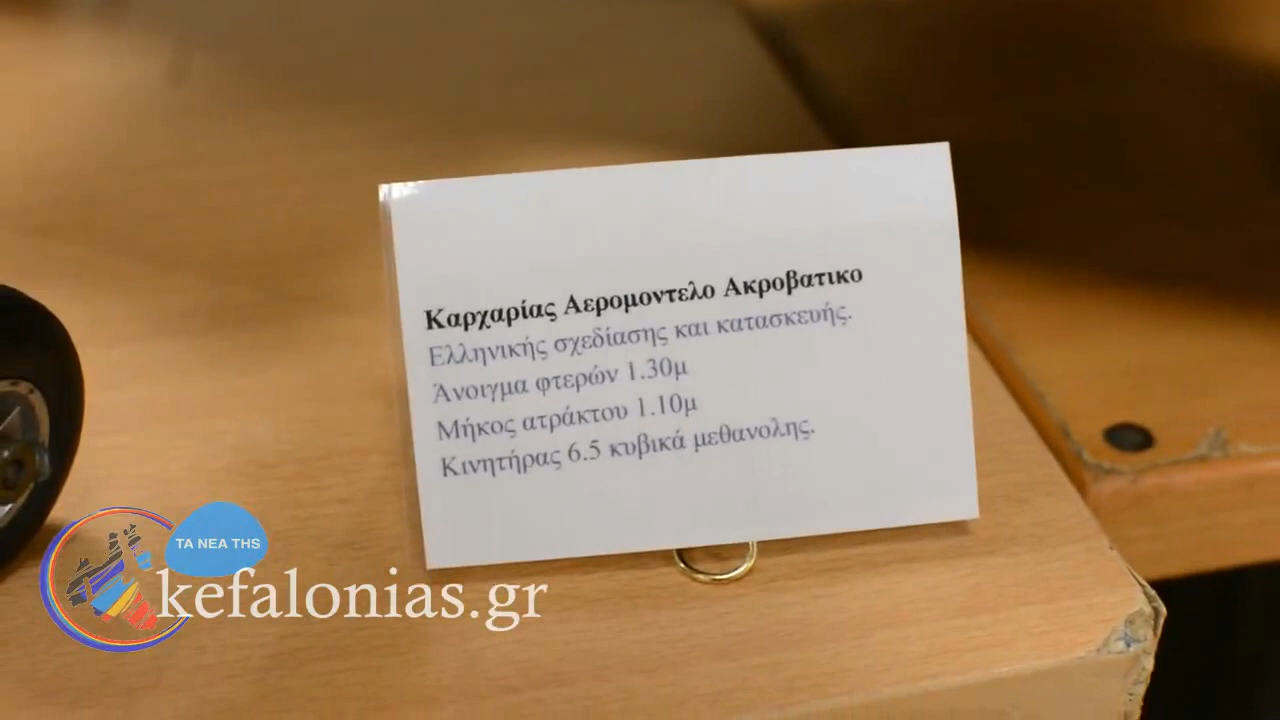 Καρχαρίας Αερομοντελο Ακροβατικο
Ελληνικής σχεδίασης και κατασκευής.
Άνοιγμα φτερών 1.30μ
Μήκος ατράκτου 1.10μ
Κινητήρας 6.5 κυβικά μεθανολης.
ΤΑ ΝΕΑ THS
kefalonias.gr